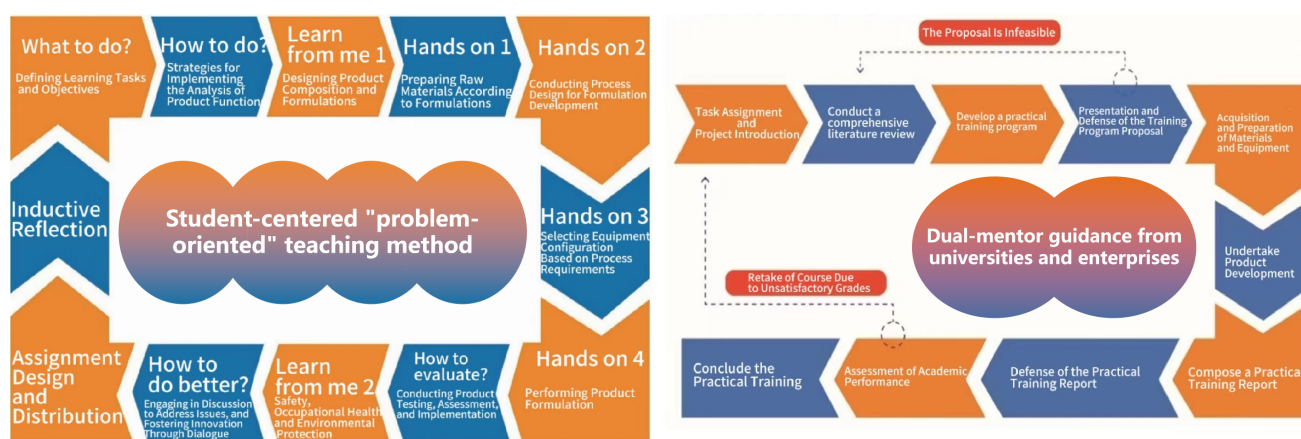 What to do?
Defining Learning Tasks
and Objectives
How to do?
Strategies for
Implementing
the Analysis of
Product Function
Learn
from me 1
Designing Product
Composition and
Formulations
Hands on 1
Preparing Raw
Materials According
to Formulations
Hands on 2
Conducting Process
Design for Formulation
Development
Hands on 3
Selecting Equipment
Configuration
Based on Process
Requirements
Hands on 4
Performing Product
Formulation
How to
evaluate?
Conducting Product
Testing, Assessment,
and Implementation
Learn
from me 2
Safety,
Occupational Health
and Environmental
Protection
How to
do better?
Engaging in Discussion
to Address Issues, and
Fostering Innovation
Through Dialogue
Assignment
Design
and
Distribution
Inductive
Reflection
Student-centered "problem-
oriented" teaching method
The Proposal Is Infeasible
Task Assignment
and
Project Introduction
Conduct a
comprehensive
literature review
Develop a practical
training program
Presentation and
Defense of the Training
Program Proposal
Acquisition
and Preparation
of Materials
and Equipment
Undertake
Product
Development
Compose a Practical
Training Report
Defense of the Practical
Training Report
Assessment of Academic
Performance
Conclude the
Practical Training
Retake of Course Due
to Unsatisfactory Grades
Dual-mentor guidance from
universities and enterprises